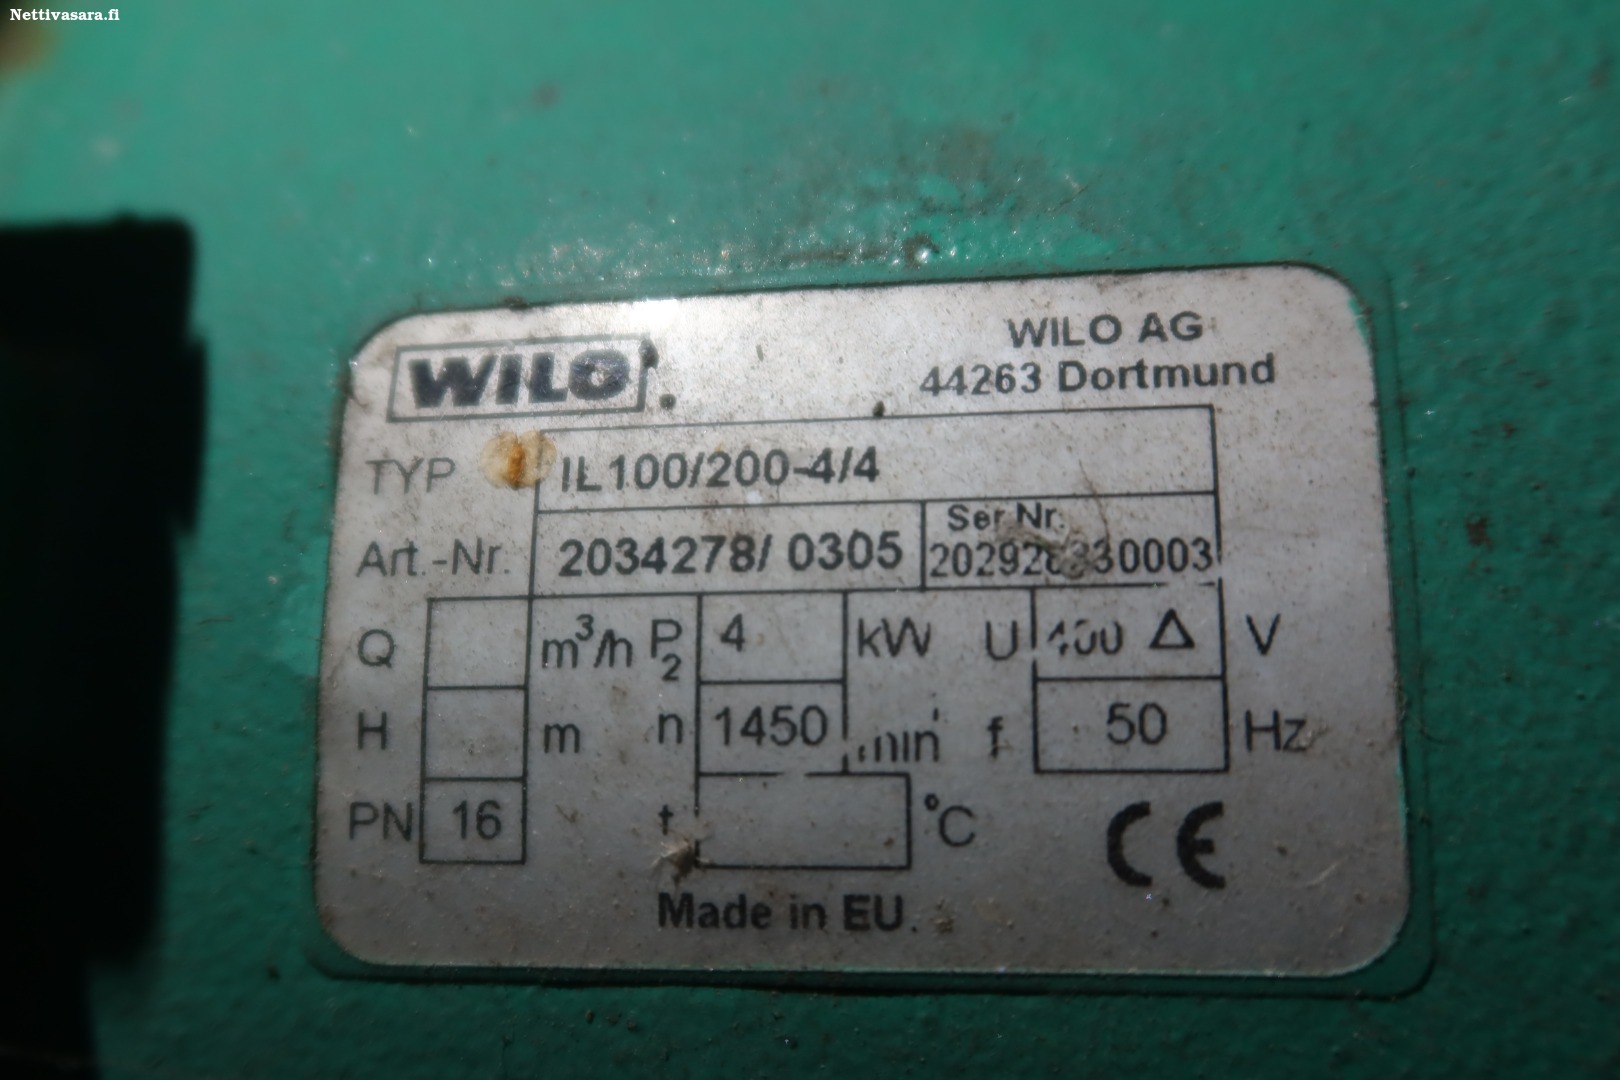 Nettivasara.fi
WILO
WILO AG
44263 Dortmund
TYP IL100/200-4/4
Art.-Nr. 2034278/ 0305 Ser Nr.
Q m³/h P₂ 4 kW U 400 Δ V
H m n 1450 min f 50 Hz
PN 16 t °C CE
Made in EU.